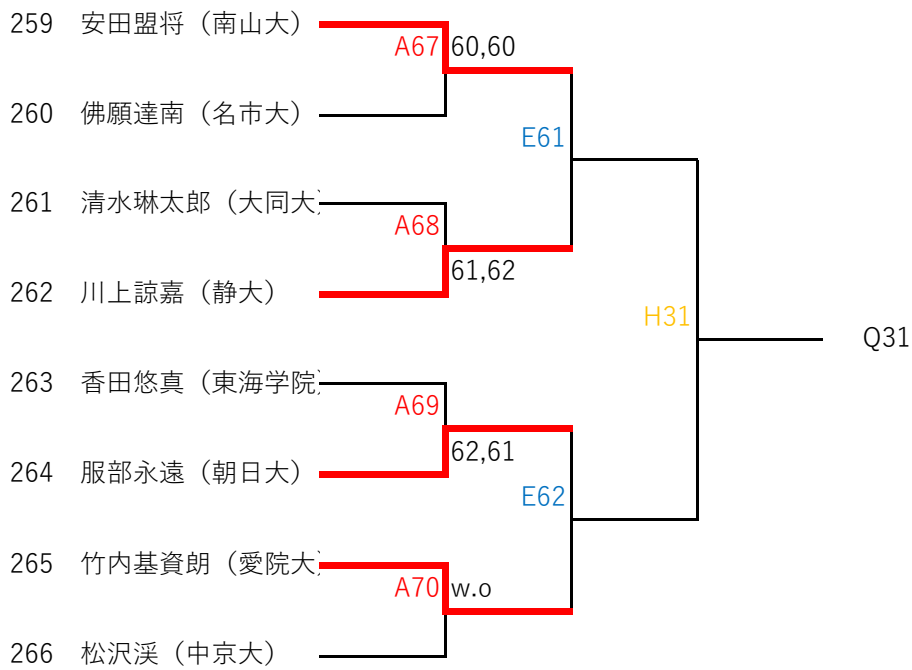 259 安田盟将（南山大）
A67 60,60
260 佛願達南（名市大）
E61
261 清水琳太郎（大同大）
A68
61,62
262 川上諒嘉（静大）
H31
Q31
263 香田悠真（東海学院）
A69
62,61
264 服部永遠（朝日大）
E62
265 竹内基資朗（愛院大）
A70 w.o
266 松沢渓（中京大）